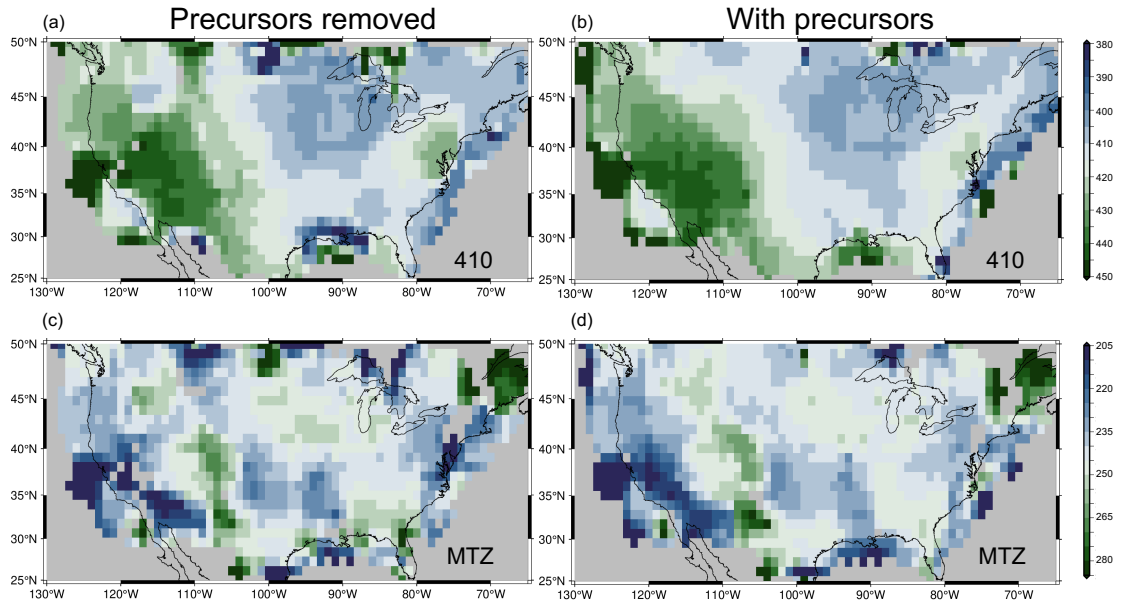 Precursors removed
With precursors
(a)
(b)
50°N
45°N
40°N
35°N
30°N
25°N
410
130°W 120°W 110°W 100°W 90°W 80°W 70°W
50°N
45°N
40°N
35°N
30°N
25°N
410
130°W 120°W 110°W 100°W 90°W 80°W 70°W
380
390
400
410
420
430
440
450
(c)
(d)
50°N
45°N
40°N
35°N
30°N
25°N
MTZ
130°W 120°W 110°W 100°W 90°W 80°W 70°W
50°N
45°N
40°N
35°N
30°N
25°N
MTZ
130°W 120°W 110°W 100°W 90°W 80°W 70°W
205
220
235
250
265
280